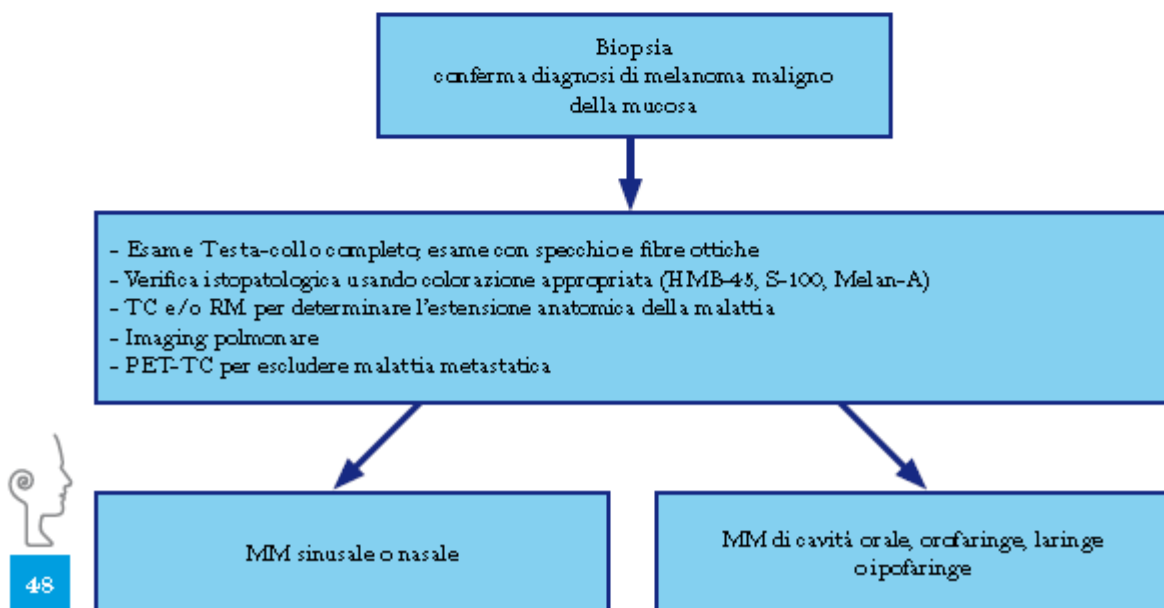 Biopsia
conferma diagnosi di melanoma maligno
della mucosa
- Esame Testa-collo completo; esame con specchio e fibre ottiche
- Verifica istopatologica usando colorazione appropriata (HMB-45, S-100, Melan-A)
- TC e/o RM per determinare l'estensione anatomica della malattia
- Imaging polmonare
- PET-TC per escludere malattia metastatica
MM sinusale o nasale
MM di cavità orale, orofaringe, laringe
o ipofaringe
48